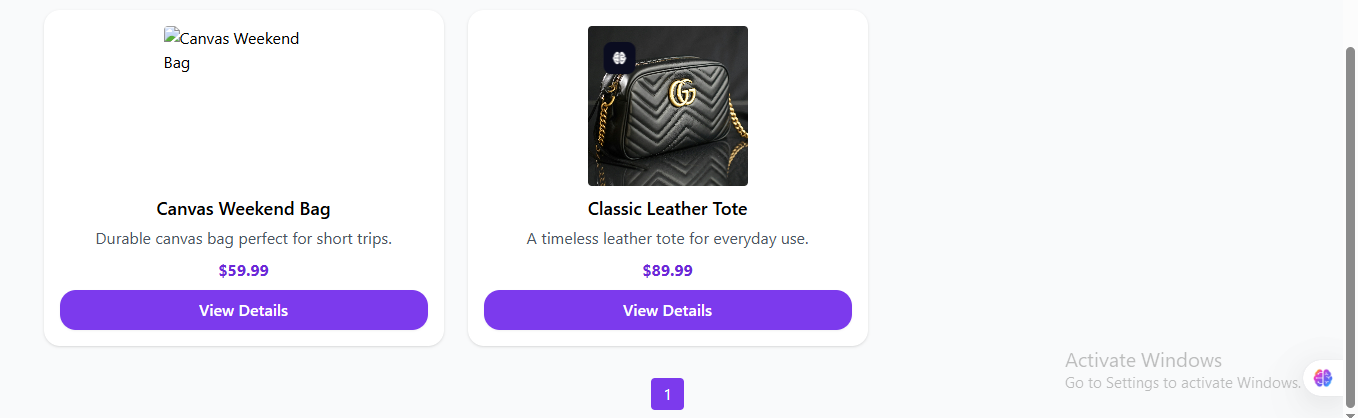 Canvas Weekend
Bag
Canvas Weekend Bag
Durable canvas bag perfect for short trips.
$59.99
View Details
GG
Classic Leather Tote
A timeless leather tote for everyday use.
$89.99
View Details
1
Activate Windows
Go to Settings to activate Windows.